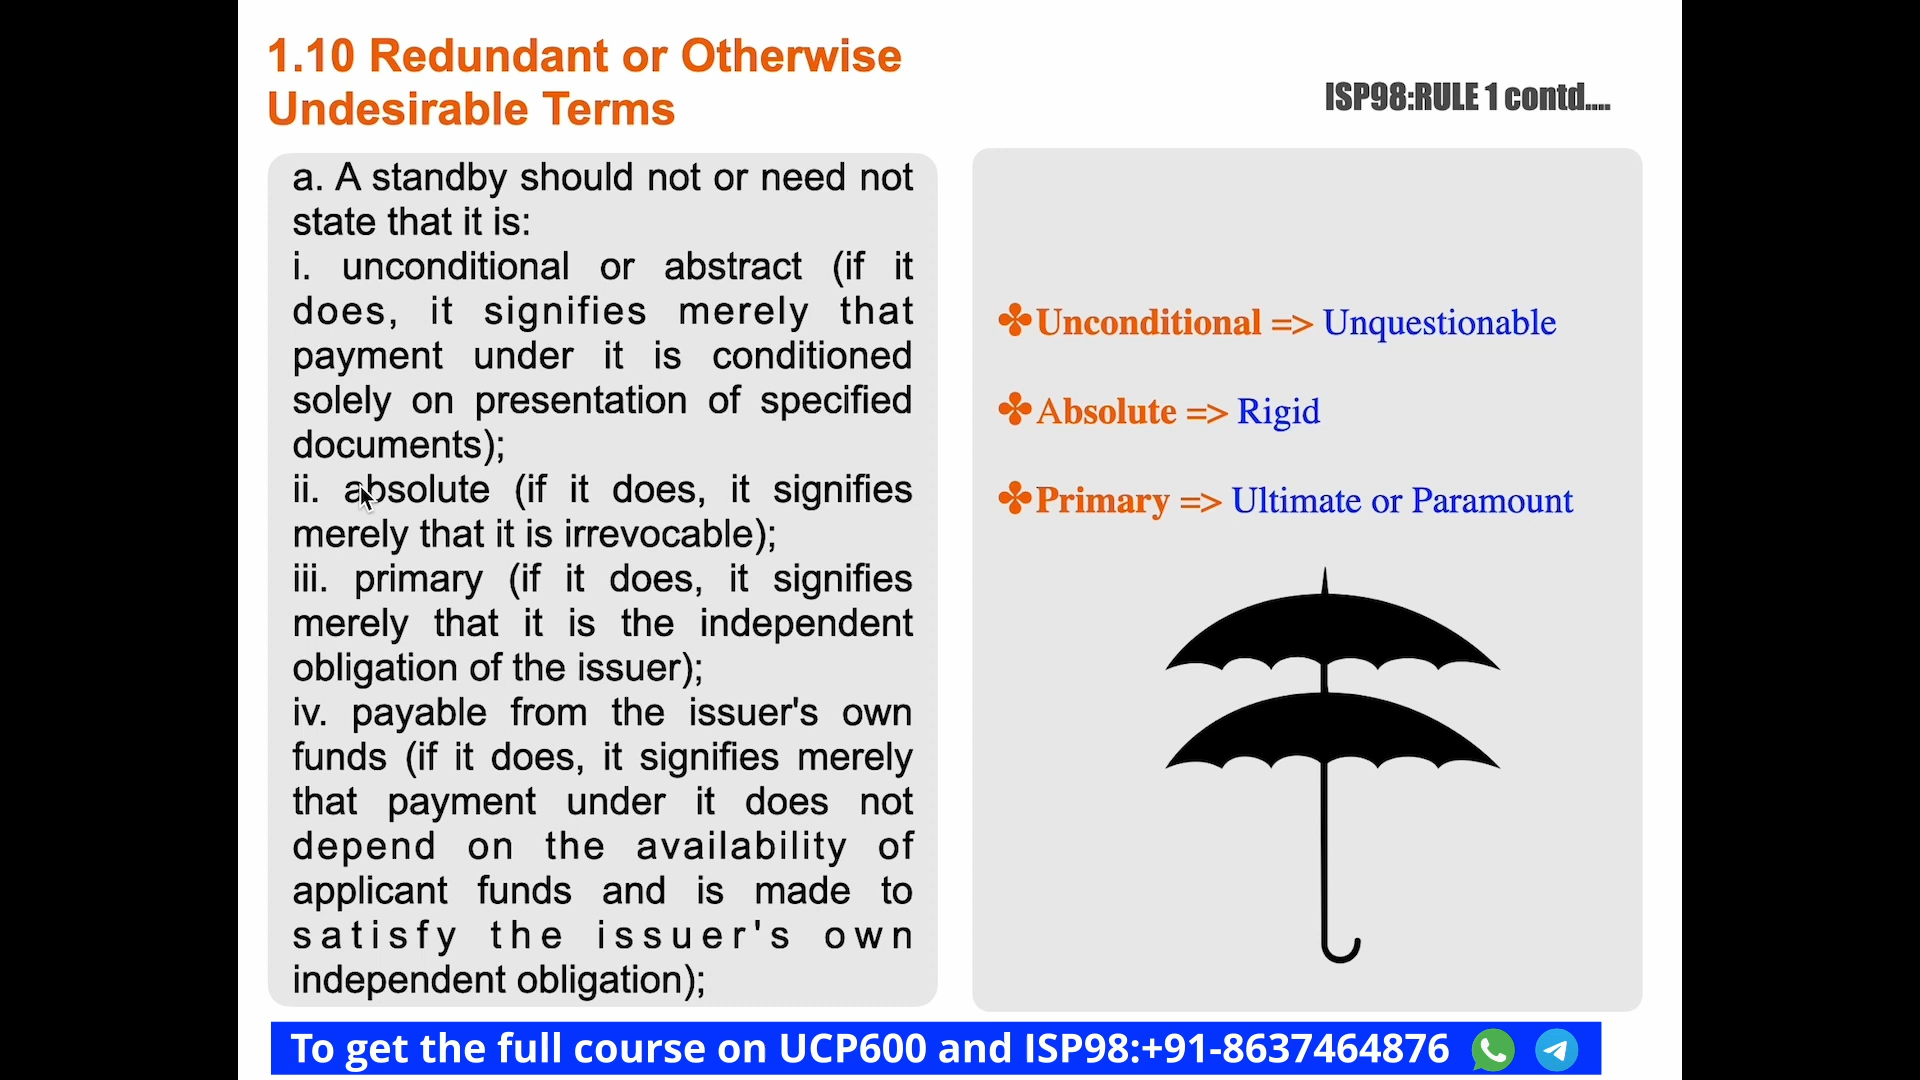 1.10 Redundant or Otherwise
Undesirable Terms
ISP98:RULE 1 contd....
a. A standby should not or need not
state that it is:
i. unconditional or abstract (if it
does, it signifies merely that
payment under it is conditioned
solely on presentation of specified
documents);
ii. absolute (if it does, it signifies
merely that it is irrevocable);
iii. primary (if it does, it signifies
merely that it is the independent
obligation of the issuer);
iv. payable from the issuer's own
funds (if it does, it signifies merely
that payment under it does not
depend on the availability of
applicant funds and is made to
satisfy the issuer's own
independent obligation);
Unconditional => Unquestionable
Absolute => Rigid
Primary => Ultimate or Paramount
To get the full course on UCP600 and ISP98:+91-8637464876